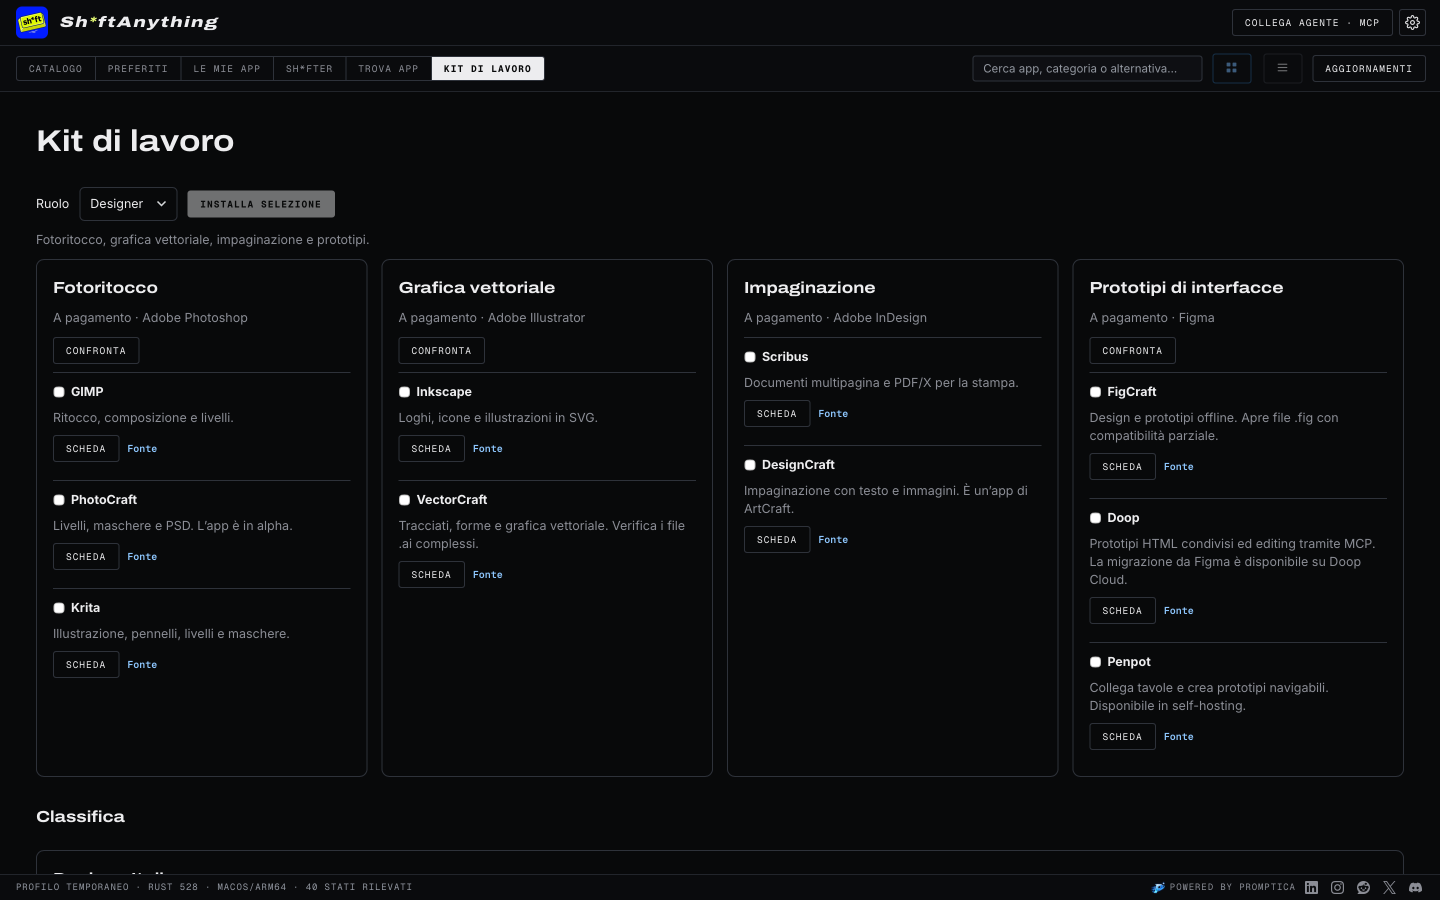 sh*ft
Sh*ftAnything
COLLEGA AGENTE · MCP
CATALOGO
PREFERITI
LE MIE APP
SH*FTER
TROVA APP
KIT DI LAVORO
Cerca app, categoria o alternativa...
AGGIORNAMENTI
Kit di lavoro
Ruolo
Designer
INSTALLA SELEZIONE
Fotoritocco, grafica vettoriale, impaginazione e prototipi.
Fotoritocco
A pagamento · Adobe Photoshop
CONFRONTA
GIMP
Ritocco, composizione e livelli.
SCHEDA Fonte
PhotoCraft
Livelli, maschere e PSD. L’app è in alpha.
SCHEDA Fonte
Krita
Illustrazione, pennelli, livelli e maschere.
SCHEDA Fonte
Grafica vettoriale
A pagamento · Adobe Illustrator
CONFRONTA
Inkscape
Loghi, icone e illustrazioni in SVG.
SCHEDA Fonte
VectorCraft
Tracciati, forme e grafica vettoriale. Verifica i file
.ai complessi.
SCHEDA Fonte
Impaginazione
A pagamento · Adobe InDesign
Scribus
Documenti multipagina e PDF/X per la stampa.
SCHEDA Fonte
DesignCraft
Impaginazione con testo e immagini. È un’app di
ArtCraft.
SCHEDA Fonte
Prototipi di interfacce
A pagamento · Figma
CONFRONTA
FigCraft
Design e prototipi offline. Apre file .fig con
compatibilità parziale.
SCHEDA Fonte
Doop
Prototipi HTML condivisi ed editing tramite MCP.
La migrazione da Figma è disponibile su Doop
Cloud.
SCHEDA Fonte
Penpot
Collega tavole e crea prototipi navigabili.
Disponibile in self-hosting.
SCHEDA Fonte
Classifica
PROFILO TEMPORANEO · RUST 528 · MACOS/ARM64 · 40 STATI RILEVATI
POWERED BY PROMPTICA